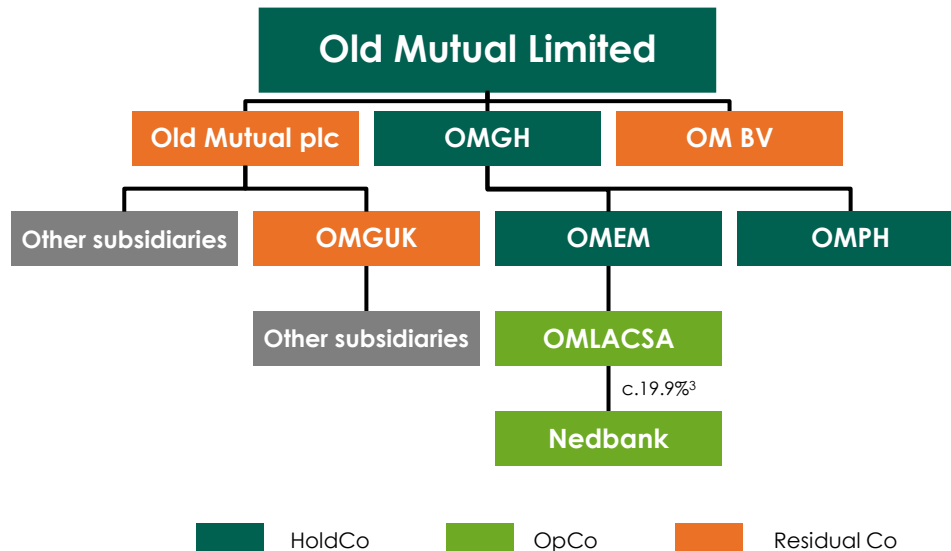 Old Mutual Limited
Old Mutual plc
OMGH
OM BV
Other subsidiaries
OMGUK
OMEM
OMPH
Other subsidiaries
OMLACSA
c.19.9%³
Nedbank
HoldCo
OpCo
Residual Co